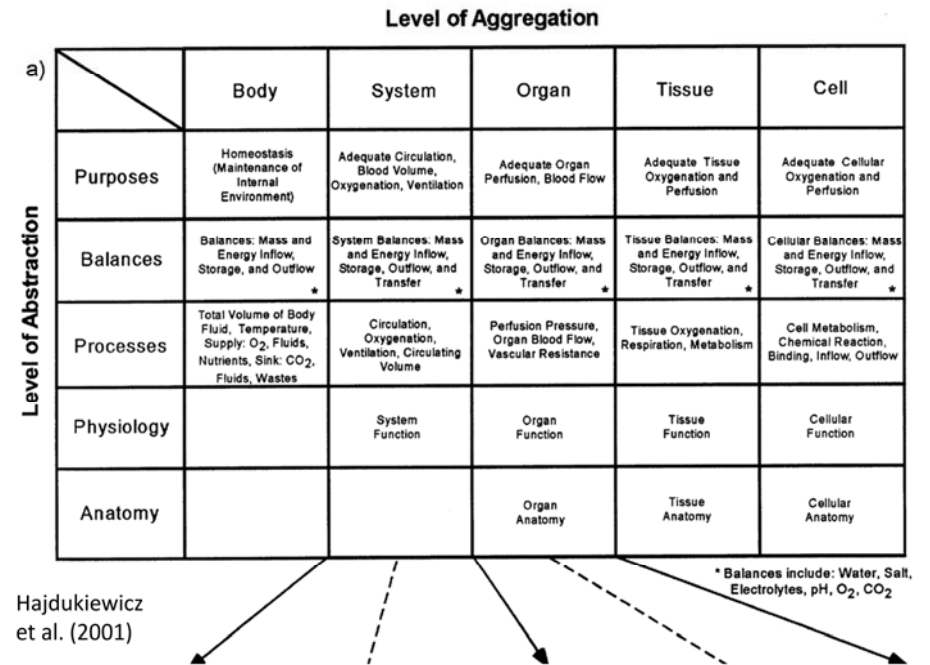 Level of Aggregation
a)
Body
System
Organ
Tissue
Cell
Level of Abstraction
Purposes
Homeostasis
(Maintenance of
Internal
Environment)
Adequate Circulation,
Blood Volume,
Oxygenation, Ventilation
Adequate Organ
Perfusion, Blood Flow
Adequate Tissue
Oxygenation and
Perfusion
Adequate Cellular
Oxygenation and
Perfusion
Balances
Balances: Mass and
Energy Inflow,
Storage, and Outflow
*
System Balances: Mass
and Energy Inflow,
Storage, Outflow, and
Transfer *
Organ Balances: Mass
and Energy Inflow,
Storage, Outflow, and
Transfer *
Tissue Balances: Mass
and Energy Inflow,
Storage, Outflow, and
Transfer *
Cellular Balances: Mass
and Energy Inflow,
Storage, Outflow, and
Transfer *
Processes
Total Volume of Body
Fluid, Temperature,
Supply: O2, Fluids,
Nutrients, Sink: CO2,
Fluids, Wastes
Circulation,
Oxygenation,
Ventilation, Circulating
Volume
Perfusion Pressure,
Organ Blood Flow,
Vascular Resistance
Tissue Oxygenation,
Respiration, Metabolism
Cell Metabolism,
Chemical Reaction,
Binding, Inflow, Outflow
Physiology
System
Function
Organ
Function
Tissue
Function
Cellular
Function
Anatomy
Organ
Anatomy
Tissue
Anatomy
Cellular
Anatomy
* Balances include: Water, Salt,
Electrolytes, pH, O2, CO2
Hajdukiewicz
et al. (2001)